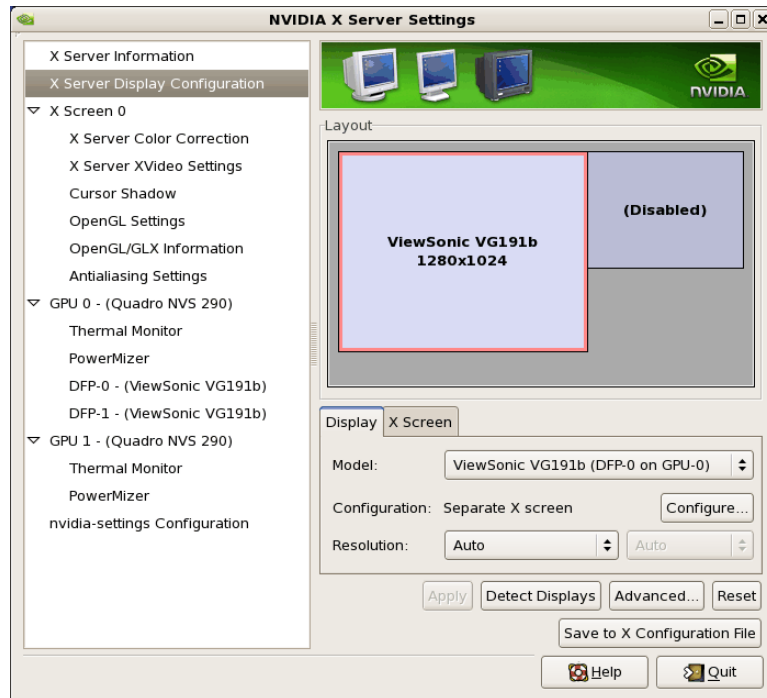 NVIDIA X Server Settings
X Server Information
X Server Display Configuration
X Screen 0
X Server Color Correction
X Server XVideo Settings
Cursor Shadow
OpenGL Settings
OpenGL/GLX Information
Antialiasing Settings
GPU 0 - (Quadro NVS 290)
Thermal Monitor
PowerMizer
DFP-0 - (ViewSonic VG191b)
DFP-1 - (ViewSonic VG191b)
GPU 1 - (Quadro NVS 290)
Thermal Monitor
PowerMizer
nvidia-settings Configuration
NVIDIA
Layout
ViewSonic VG191b
1280x1024
(Disabled)
Display X Screen
Model: ViewSonic VG191b (DFP-0 on GPU-0)
Configuration: Separate X screen Configure...
Resolution: Auto Auto
Apply Detect Displays Advanced... Reset
Save to X Configuration File
Help Quit